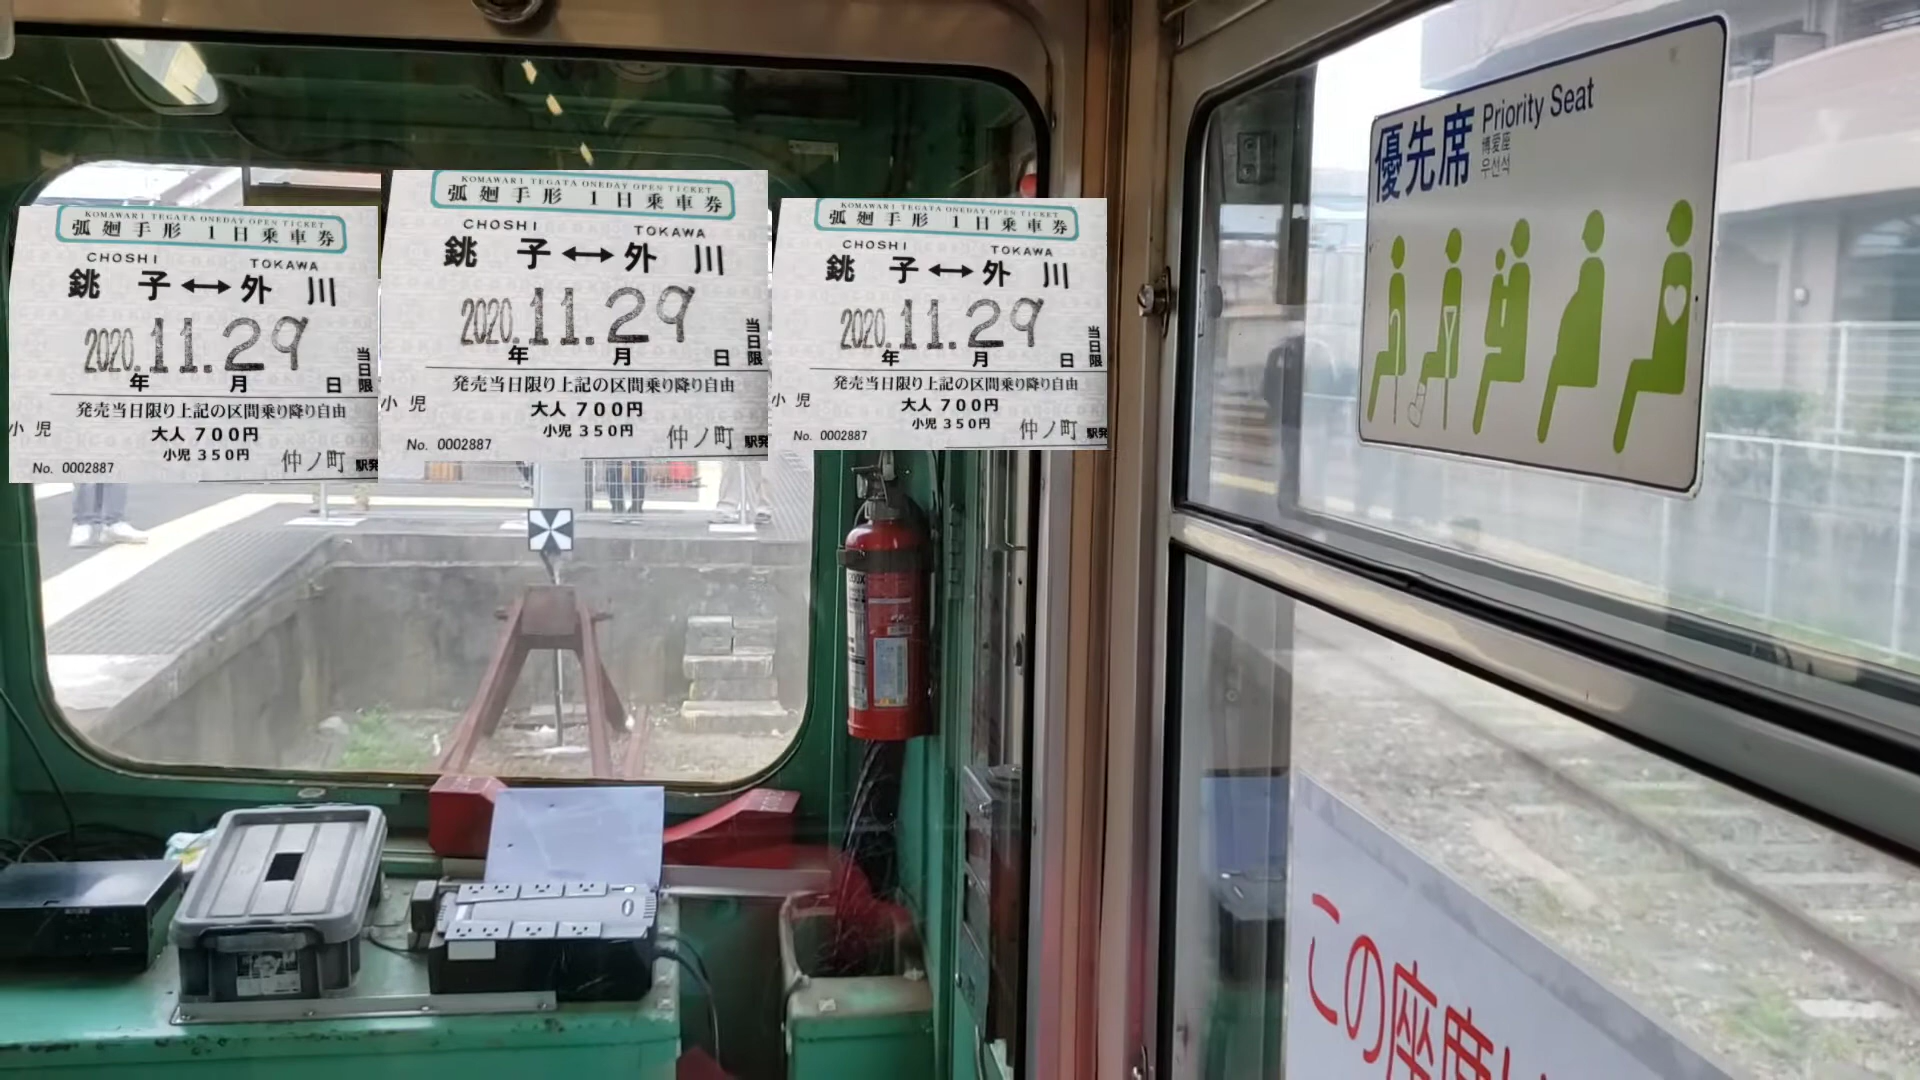 KOMAWARI TEGATA ONEDAY OPEN TICKET
弧廻手形 1日乗車券
CHOSHI TOKAWA
銚子↔外川
2020.11.29
年 月 日
当日限
発売当日限り上記の区間乗り降り自由
小児
大人 700円
小児 350円
No. 0002887
仲ノ町 駅発
KOMAWARI TEGATA ONEDAY OPEN TICKET
弧廻手形 1日乗車券
CHOSHI TOKAWA
銚子↔外川
2020.11.29
年 月 日
当日限
発売当日限り上記の区間乗り降り自由
小児
大人 700円
小児 350円
No. 0002887
仲ノ町 駅発
KOMAWARI TEGATA ONEDAY OPEN TICKET
弧廻手形 1日乗車券
CHOSHI TOKAWA
銚子↔外川
2020.11.29
年 月 日
当日限
発売当日限り上記の区間乗り降り自由
小児
大人 700円
小児 350円
No. 0002887
仲ノ町 駅発
優先席 Priority Seat
博愛座
우선석
この座席